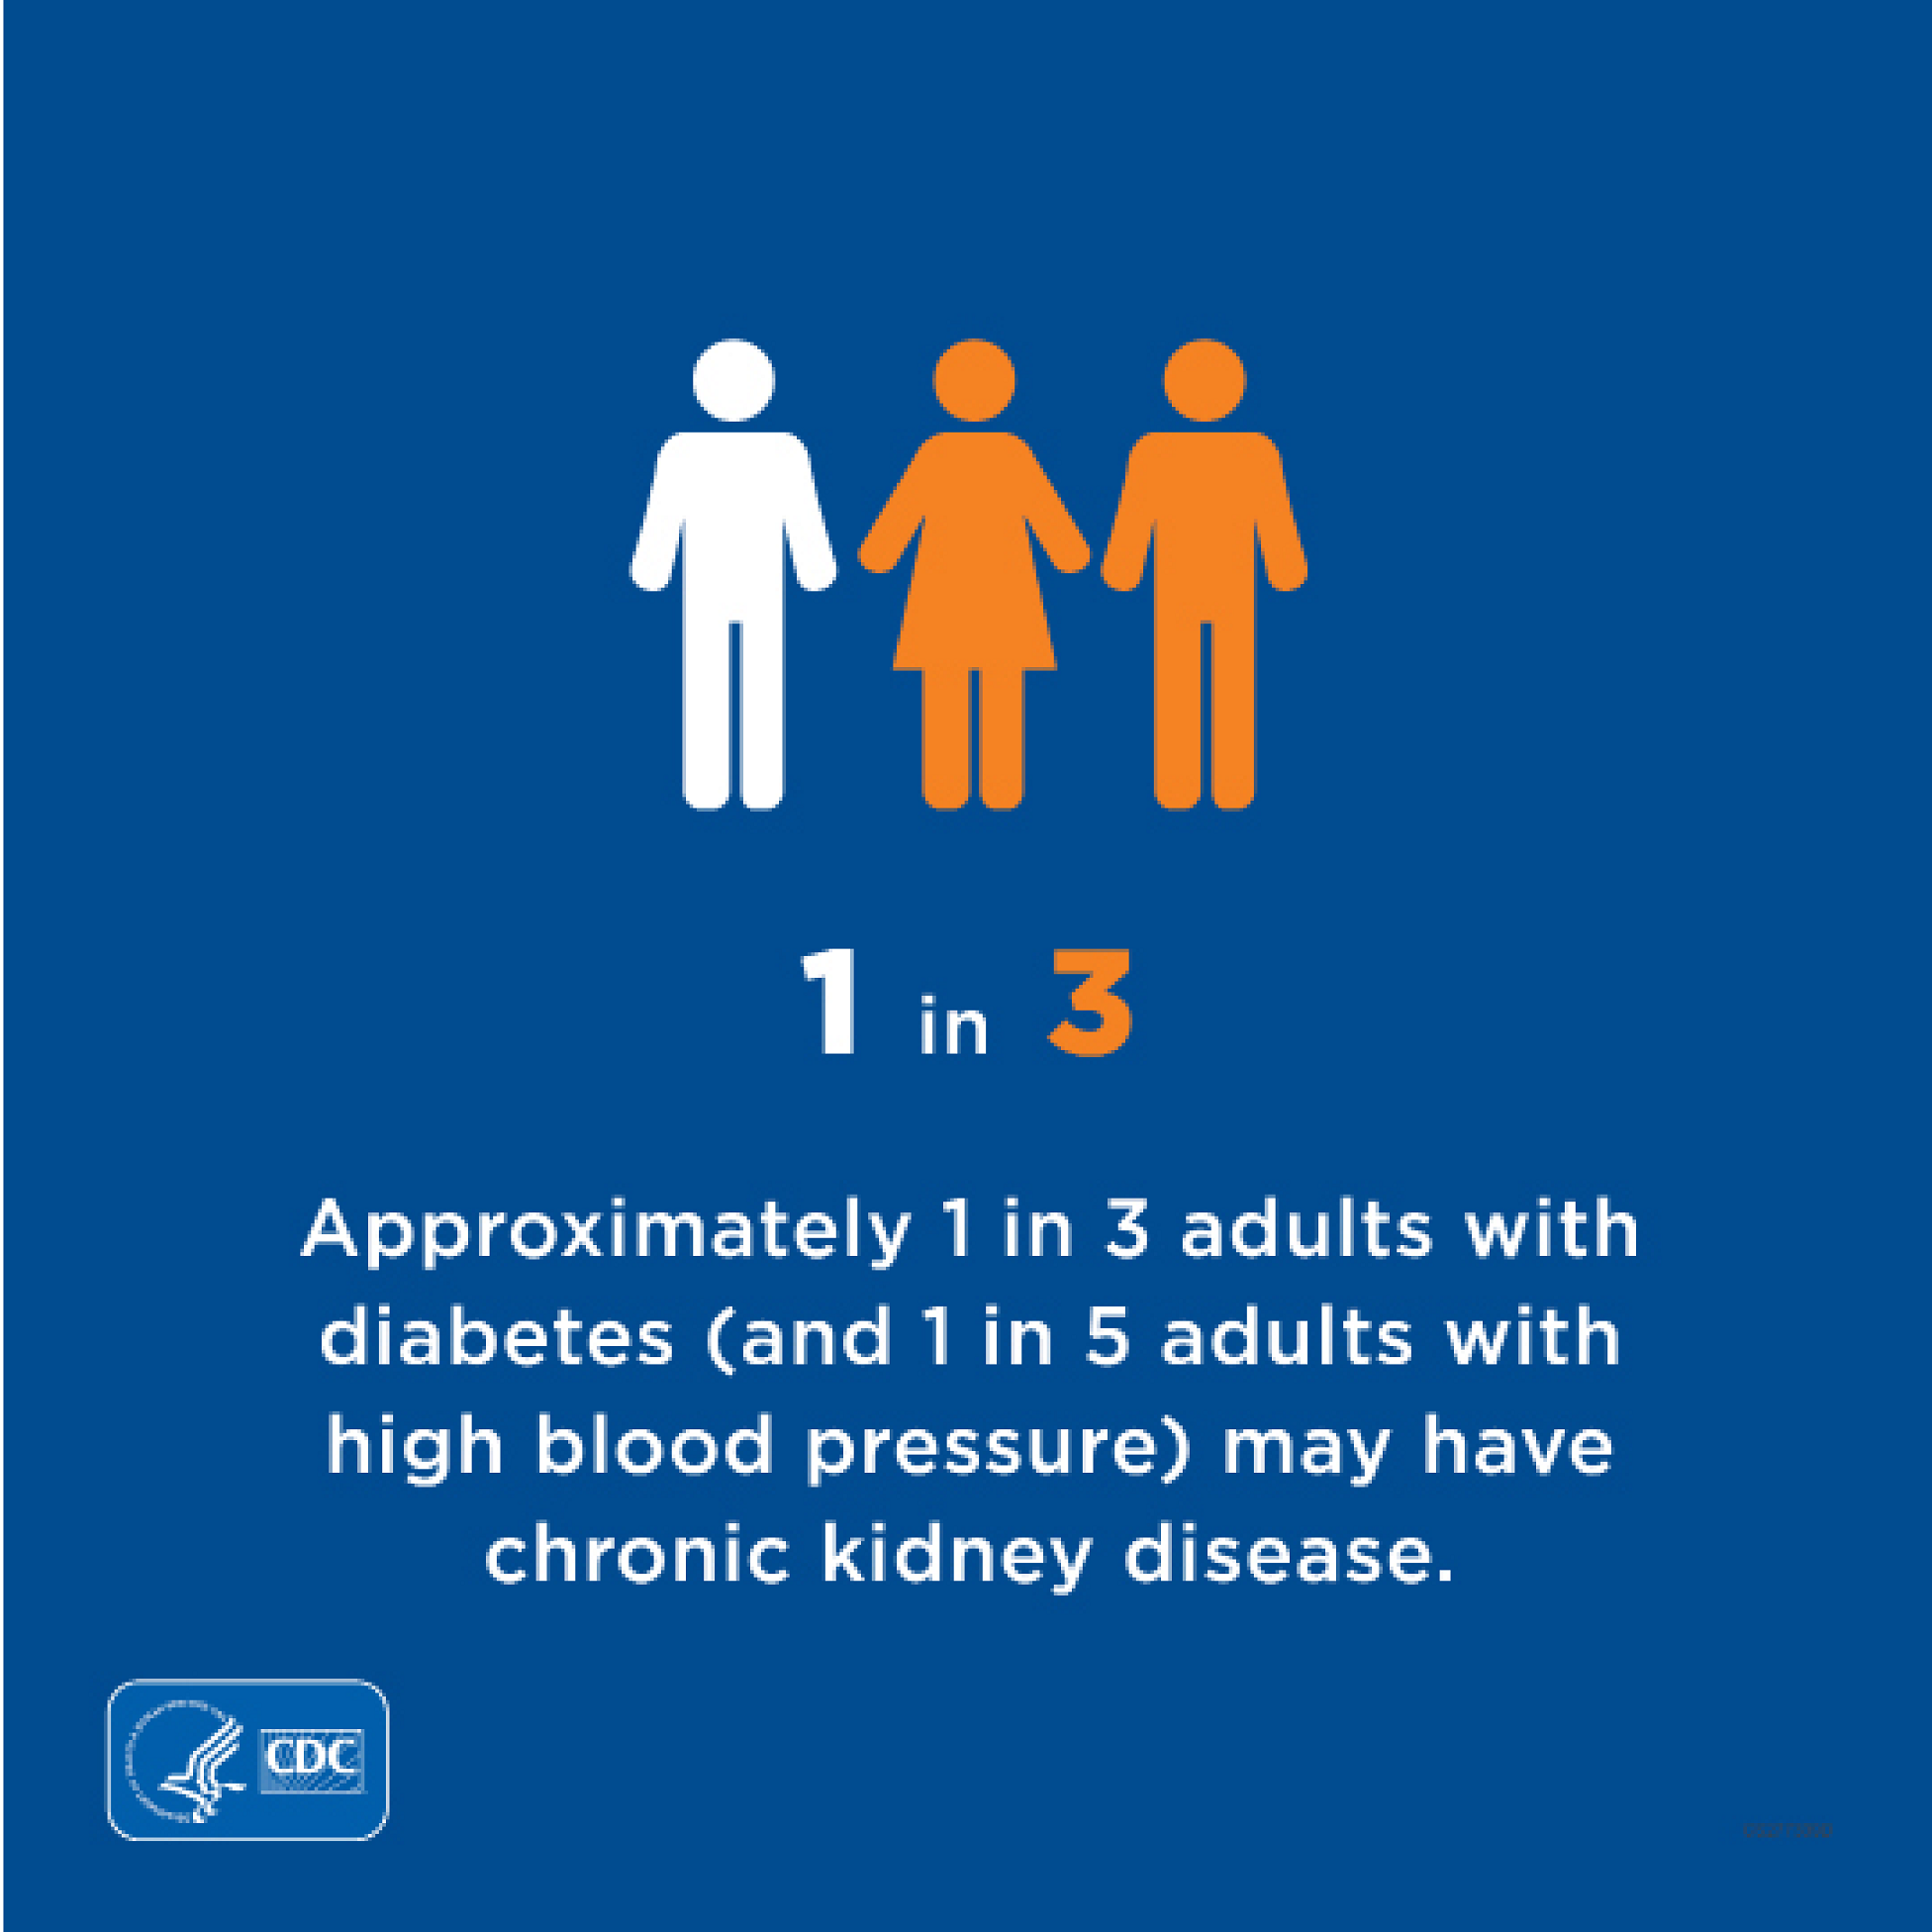 1 in 3
Approximately 1 in 3 adults with
diabetes (and 1 in 5 adults with
high blood pressure) may have
chronic kidney disease.
CDC